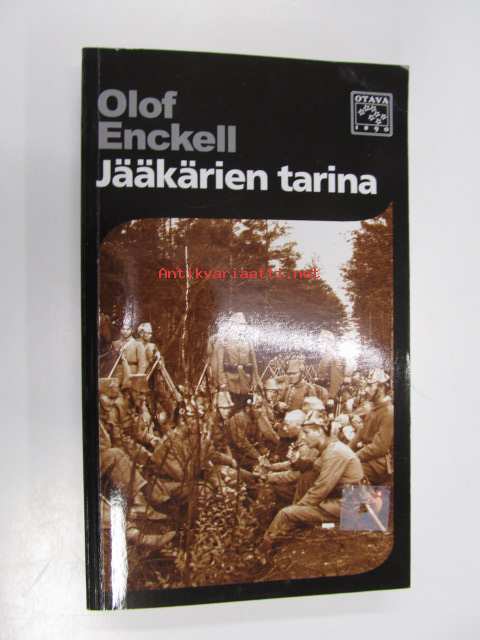 Olof
Enckell
Jääkärien tarina
OTAVA
1890
Antikvariaatti.net